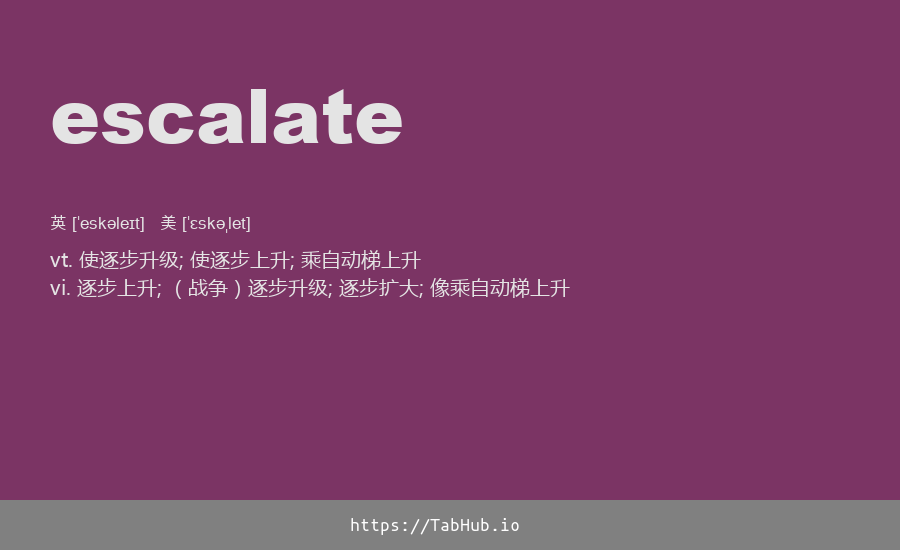 escalate
英 [ˈeskəleɪt] 美 [ˈɛskəˌlet]
vt. 使逐步升级; 使逐步上升; 乘自动梯上升
vi. 逐步上升; （战争）逐步升级; 逐步扩大; 像乘自动梯上升
https://TabHub.io